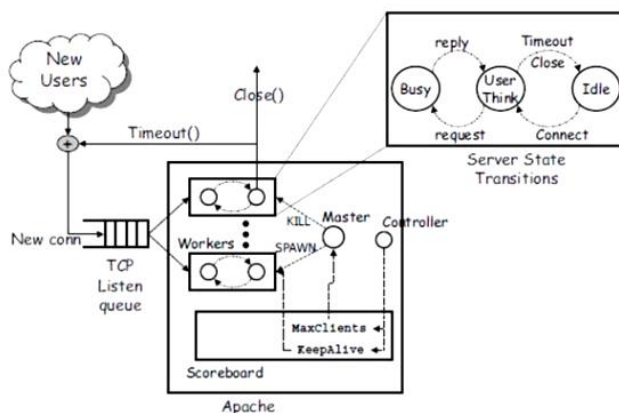 New
Users
+
New conn
TCP
Listen
queue
Timeout()
Close()
Workers
KILL
SPAWN
Master
Controller
MaxClients
KeepAlive
Scoreboard
Apache
reply
Timeout
Close
Busy
User
Think
Idle
request
Connect
Server State
Transitions